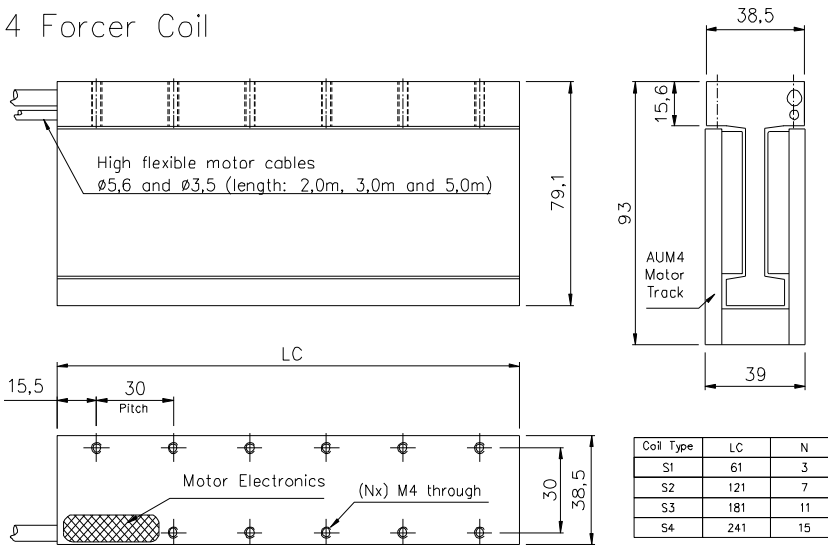 4 Forcer Coil
38,5
15,6
High flexible motor cables
Ø5,6 and Ø3,5 (length: 2,0m, 3,0m and 5,0m)
79,1
93
AUM4
Motor
Track
39
LC
15,5
30
Pitch
Motor Electronics
(Nx) M4 through
30
38,5
Coil Type LC N
S1 61 3
S2 121 7
S3 181 11
S4 241 15